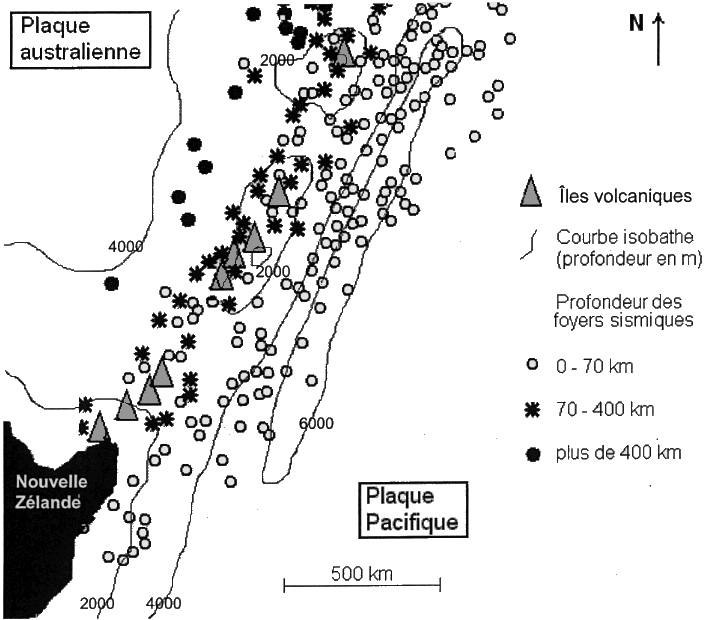 Plaque
australienne
N
2000
4000
2000
Îles volcaniques
Courbe isobathe
(profondeur en m)
Profondeur des
foyers sismiques
0 - 70 km
70 - 400 km
plus de 400 km
6000
Nouvelle
Zélande
Plaque
Pacifique
500 km
2000
4000